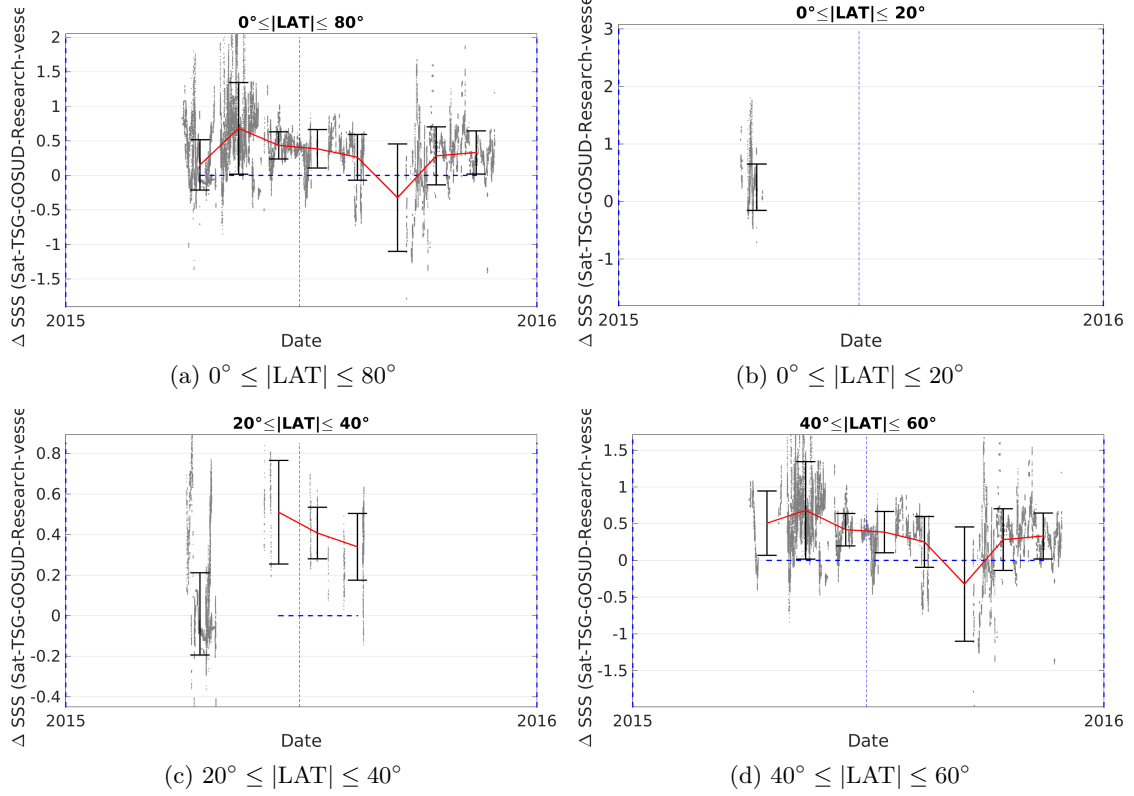 0°≤|LAT|≤ 80°
Δ SSS (Sat-TSG-GOSUD-Research-vesse
2
1.5
1
0.5
0
-0.5
-1
-1.5
2015
2016
Date
(a) 0° ≤ |LAT| ≤ 80°
0°≤|LAT|≤ 20°
Δ SSS (Sat-TSG-GOSUD-Research-vesse
3
2
1
0
-1
2015
2016
Date
(b) 0° ≤ |LAT| ≤ 20°
20°≤|LAT|≤ 40°
Δ SSS (Sat-TSG-GOSUD-Research-vesse
0.8
0.6
0.4
0.2
0
-0.2
-0.4
2015
2016
Date
(c) 20° ≤ |LAT| ≤ 40°
40°≤|LAT|≤ 60°
Δ SSS (Sat-TSG-GOSUD-Research-vesse
1.5
1
0.5
0
-0.5
-1
-1.5
2015
2016
Date
(d) 40° ≤ |LAT| ≤ 60°